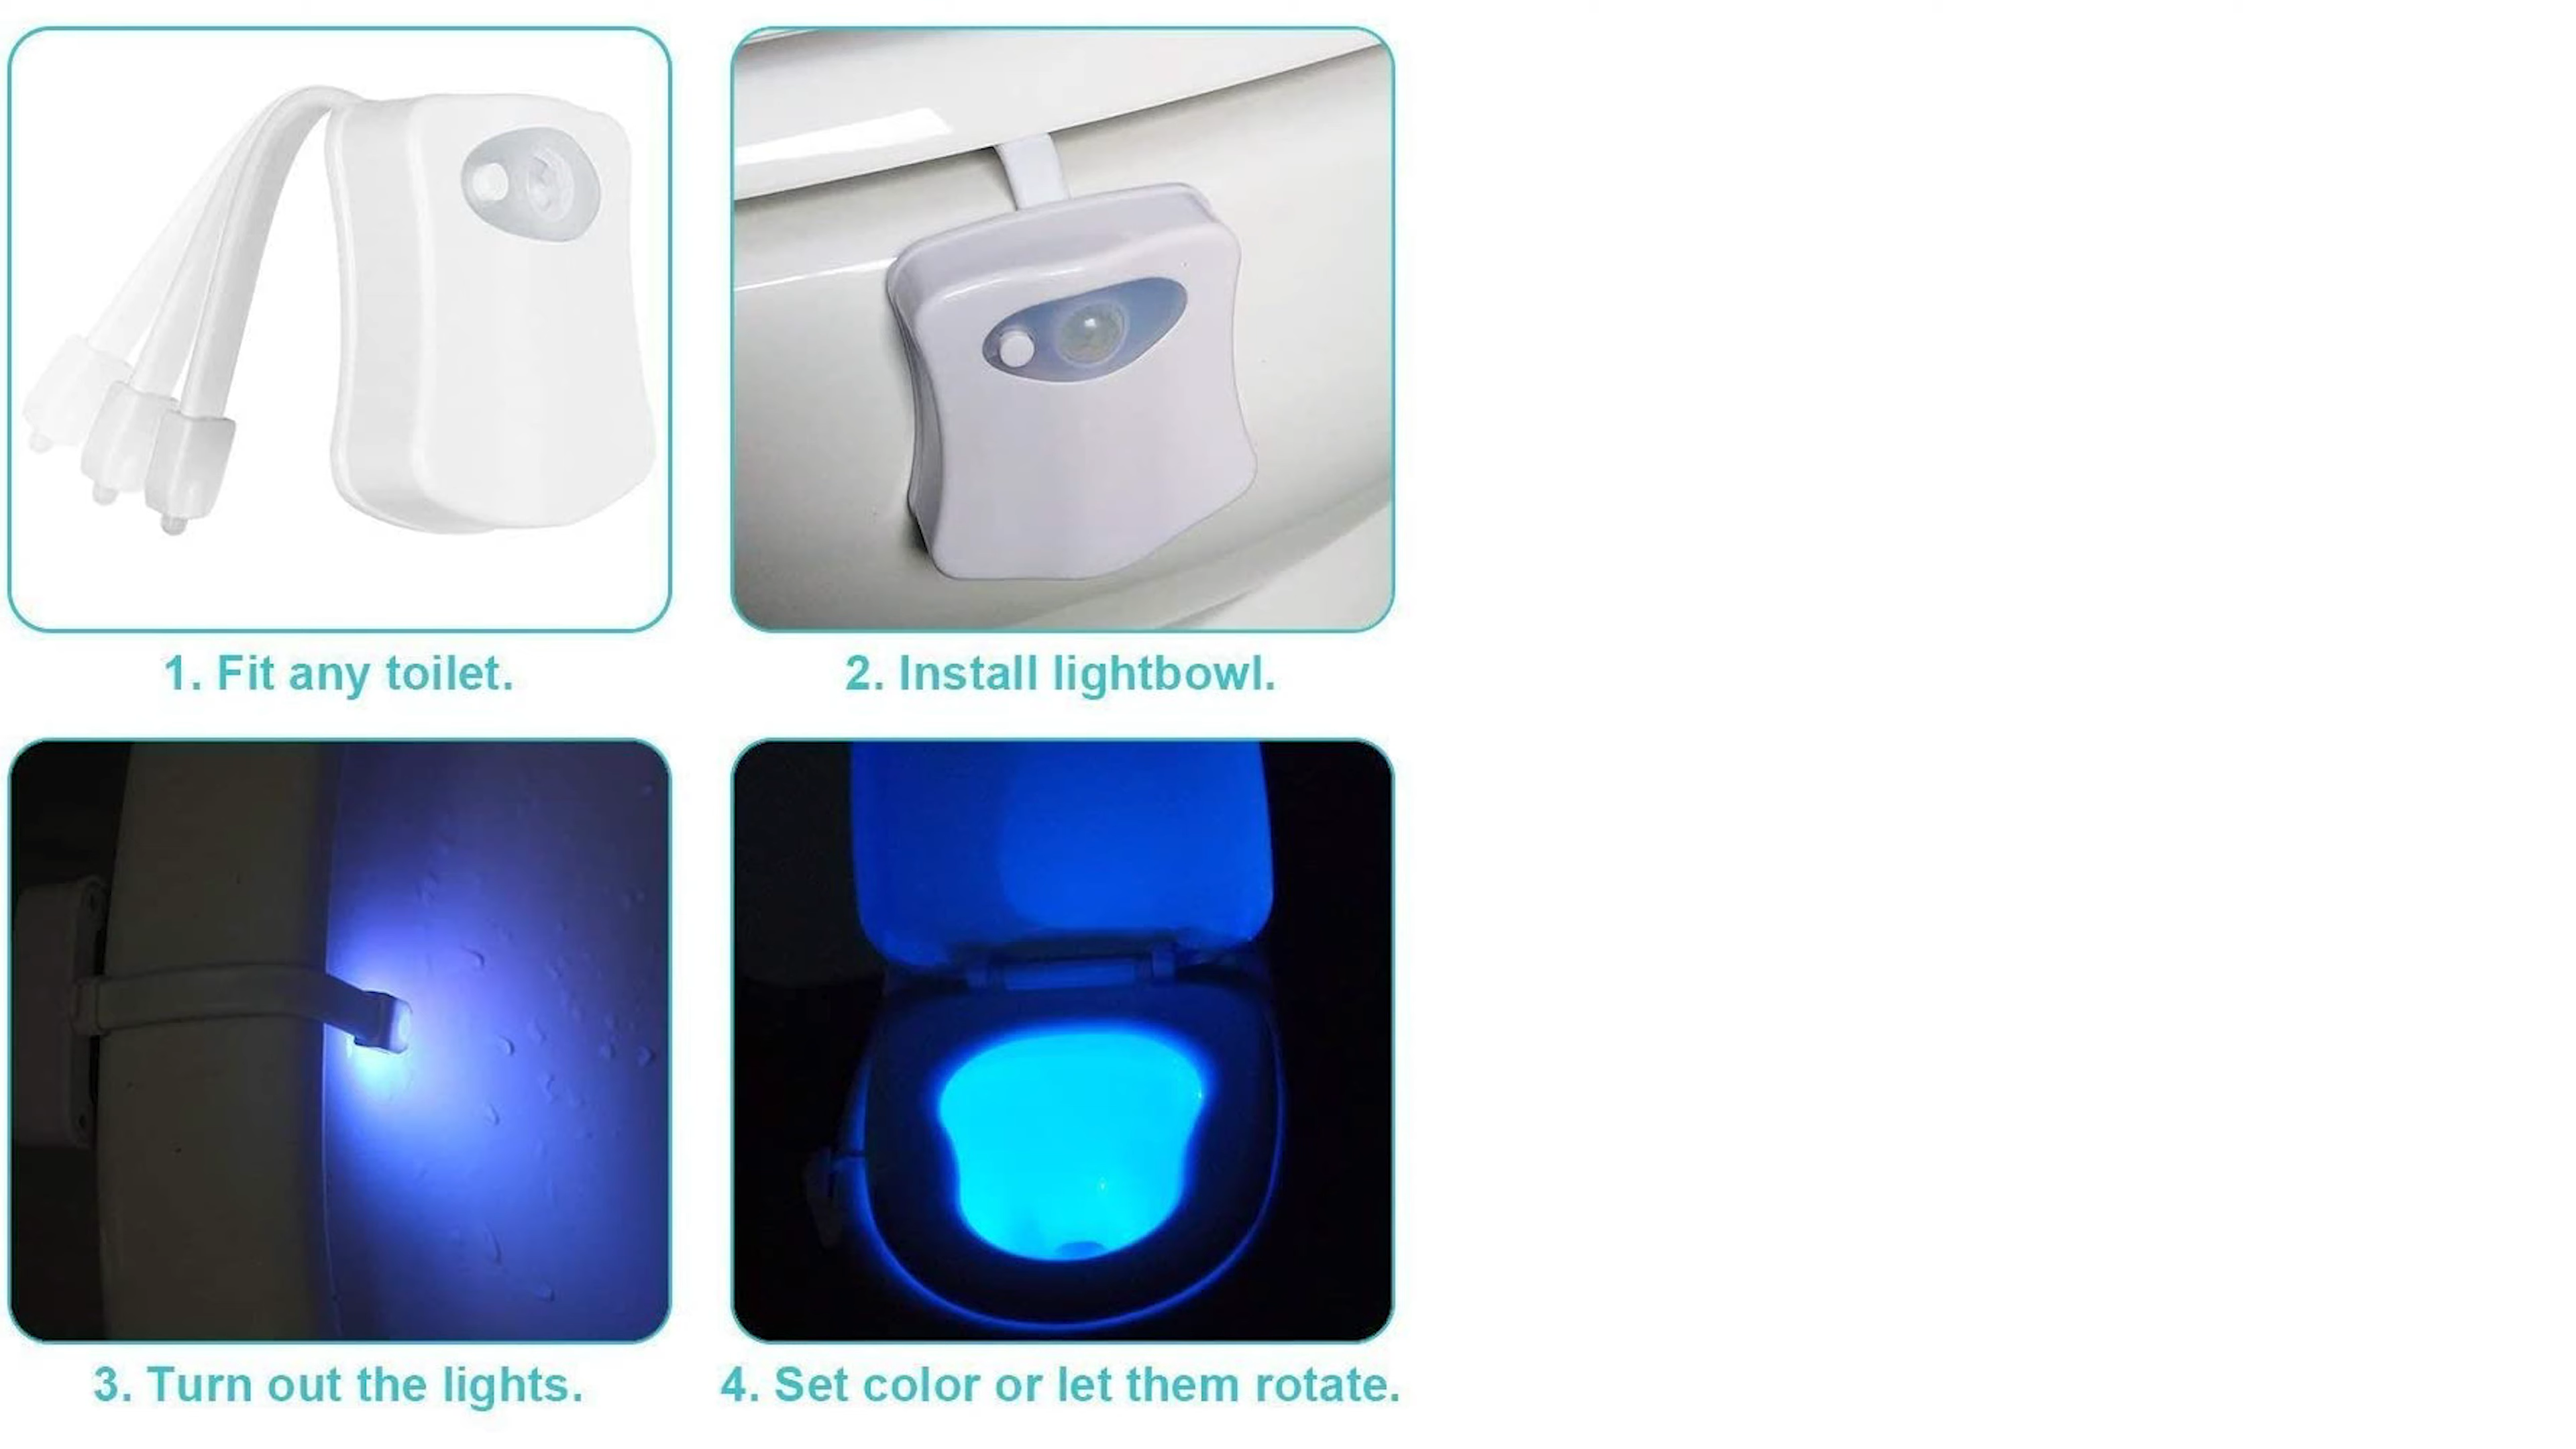 1. Fit any toilet.
2. Install lightbowl.
3. Turn out the lights.
4. Set color or let them rotate.